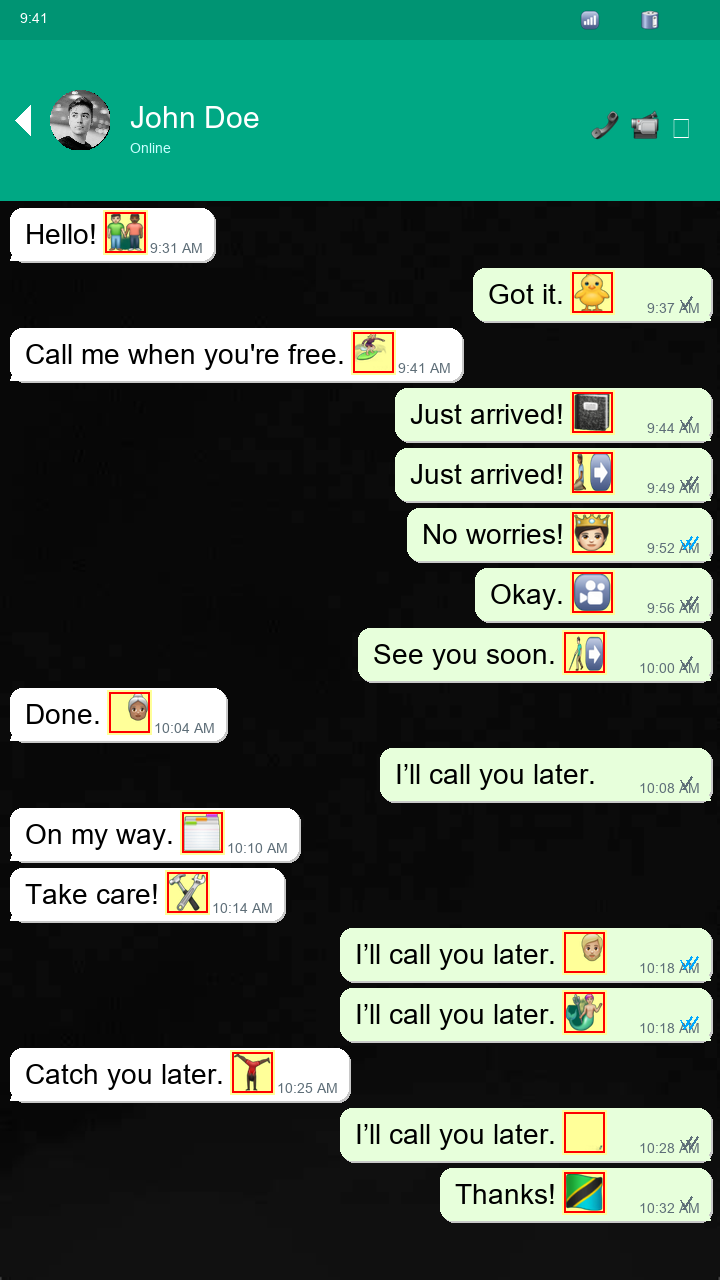 9:41
John Doe
Online
Hello! 9:31 AM
Got it. 9:37 AM
Call me when you're free. 9:41 AM
Just arrived! 9:44 AM
Just arrived! 9:49 AM
No worries! 9:52 AM
Okay. 9:56 AM
See you soon. 10:00 AM
Done. 10:04 AM
I’ll call you later. 10:08 AM
On my way. 10:10 AM
Take care! 10:14 AM
I’ll call you later. 10:18 AM
I’ll call you later. 10:18 AM
Catch you later. 10:25 AM
I’ll call you later. 10:28 AM
Thanks! 10:32 AM